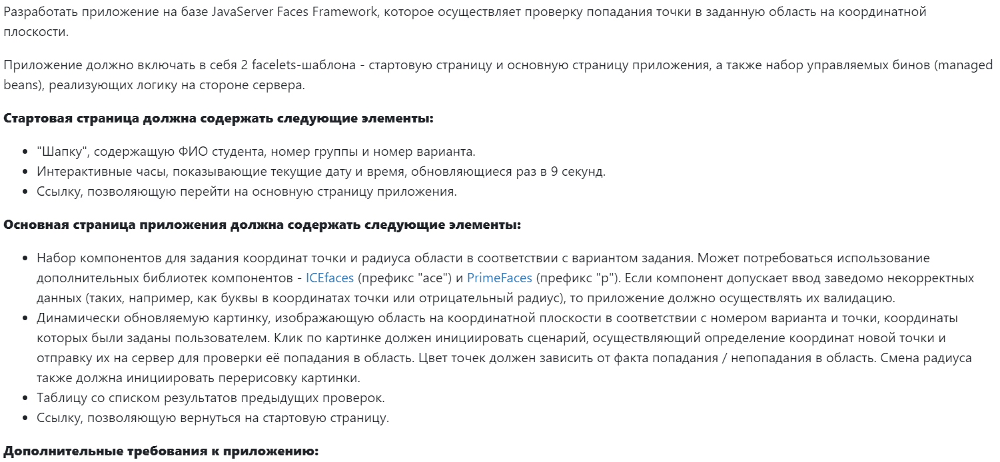 Разработать приложение на базе JavaServer Faces Framework, которое осуществляет проверку попадания точки в заданную область на координатной
плоскости.
Приложение должно включать в себя 2 facelets-шаблона - стартовую страницу и основную страницу приложения, а также набор управляемых бинов (managed
beans), реализующих логику на стороне сервера.
Стартовая страница должна содержать следующие элементы:
• "Шапку", содержащую ФИО студента, номер группы и номер варианта.
• Интерактивные часы, показывающие текущие дату и время, обновляющиеся раз в 9 секунд.
• Ссылку, позволяющую перейти на основную страницу приложения.
Основная страница приложения должна содержать следующие элементы:
• Набор компонентов для задания координат точки и радиуса области в соответствии с вариантом задания. Может потребоваться использование
дополнительных библиотек компонентов - ICEfaces (префикс "ace") и PrimeFaces (префикс "p"). Если компонент допускает ввод заведомо некорректных
данных (таких, например, как буквы в координатах точки или отрицательный радиус), то приложение должно осуществлять их валидацию.
• Динамически обновляемую картинку, изображающую область на координатной плоскости в соответствии с номером варианта и точки, координаты
которых были заданы пользователем. Клик по картинке должен инициировать сценарий, осуществляющий определение координат новой точки и
отправку их на сервер для проверки её попадания в область. Цвет точек должен зависить от факта попадания / непопадания в область. Смена радиуса
также должна инициировать перерисовку картинки.
• Таблицу со списком результатов предыдущих проверок.
• Ссылку, позволяющую вернуться на стартовую страницу.
Дополнительные требования к приложению: